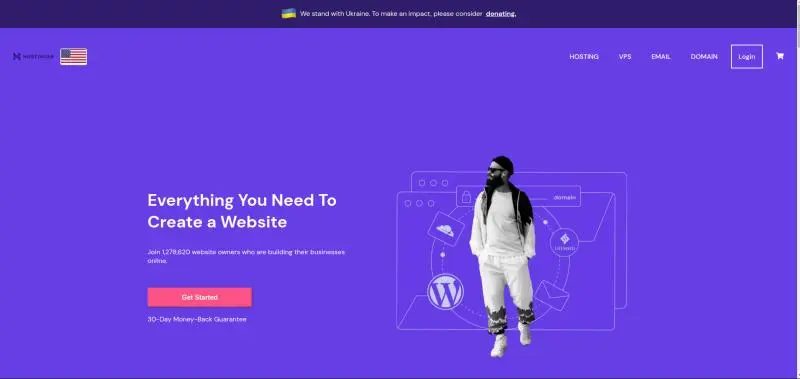 We stand with Ukraine. To make an impact, please consider donating.
HOSTINGER
HOSTING VPS EMAIL DOMAIN Login
Everything You Need To
Create a Website
domain
Join 1,278,620 website owners who are building their businesses
online.
Get Started
30-Day Money-Back Guarantee